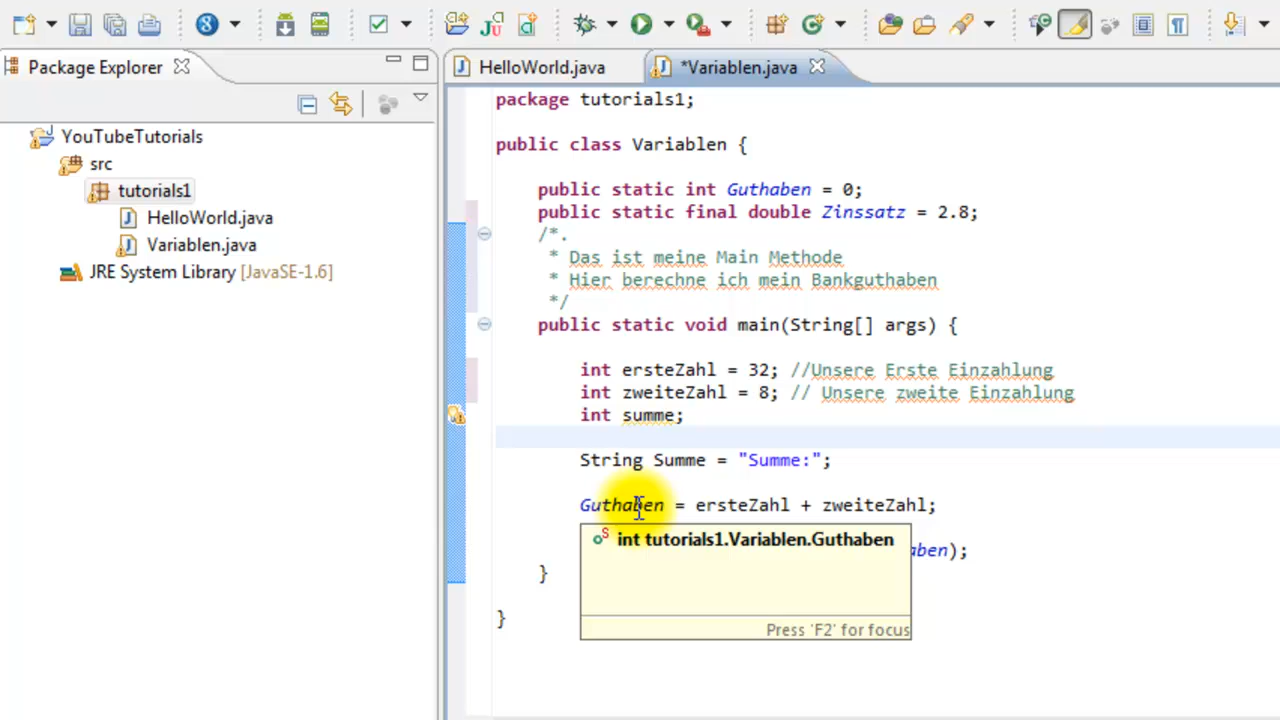 Package Explorer
YouTubeTutorials
src
tutorials1
HelloWorld.java
Variablen.java
JRE System Library [JavaSE-1.6]
HelloWorld.java
*Variablen.java
package tutorials1;
public class Variablen {
public static int Guthaben = 0;
public static final double Zinssatz = 2.8;
/*.
* Das ist meine Main Methode
* Hier berechne ich mein Bankguthaben
*/
public static void main(String[] args) {
int ersteZahl = 32; //Unsere Erste Einzahlung
int zweiteZahl = 8; // Unsere zweite Einzahlung
int summe;
String Summe = "Summe:";
Guthaben = ersteZahl + zweiteZahl;
int tutorials1.Variablen.Guthaben
aben);
}
}
Press 'F2' for focus